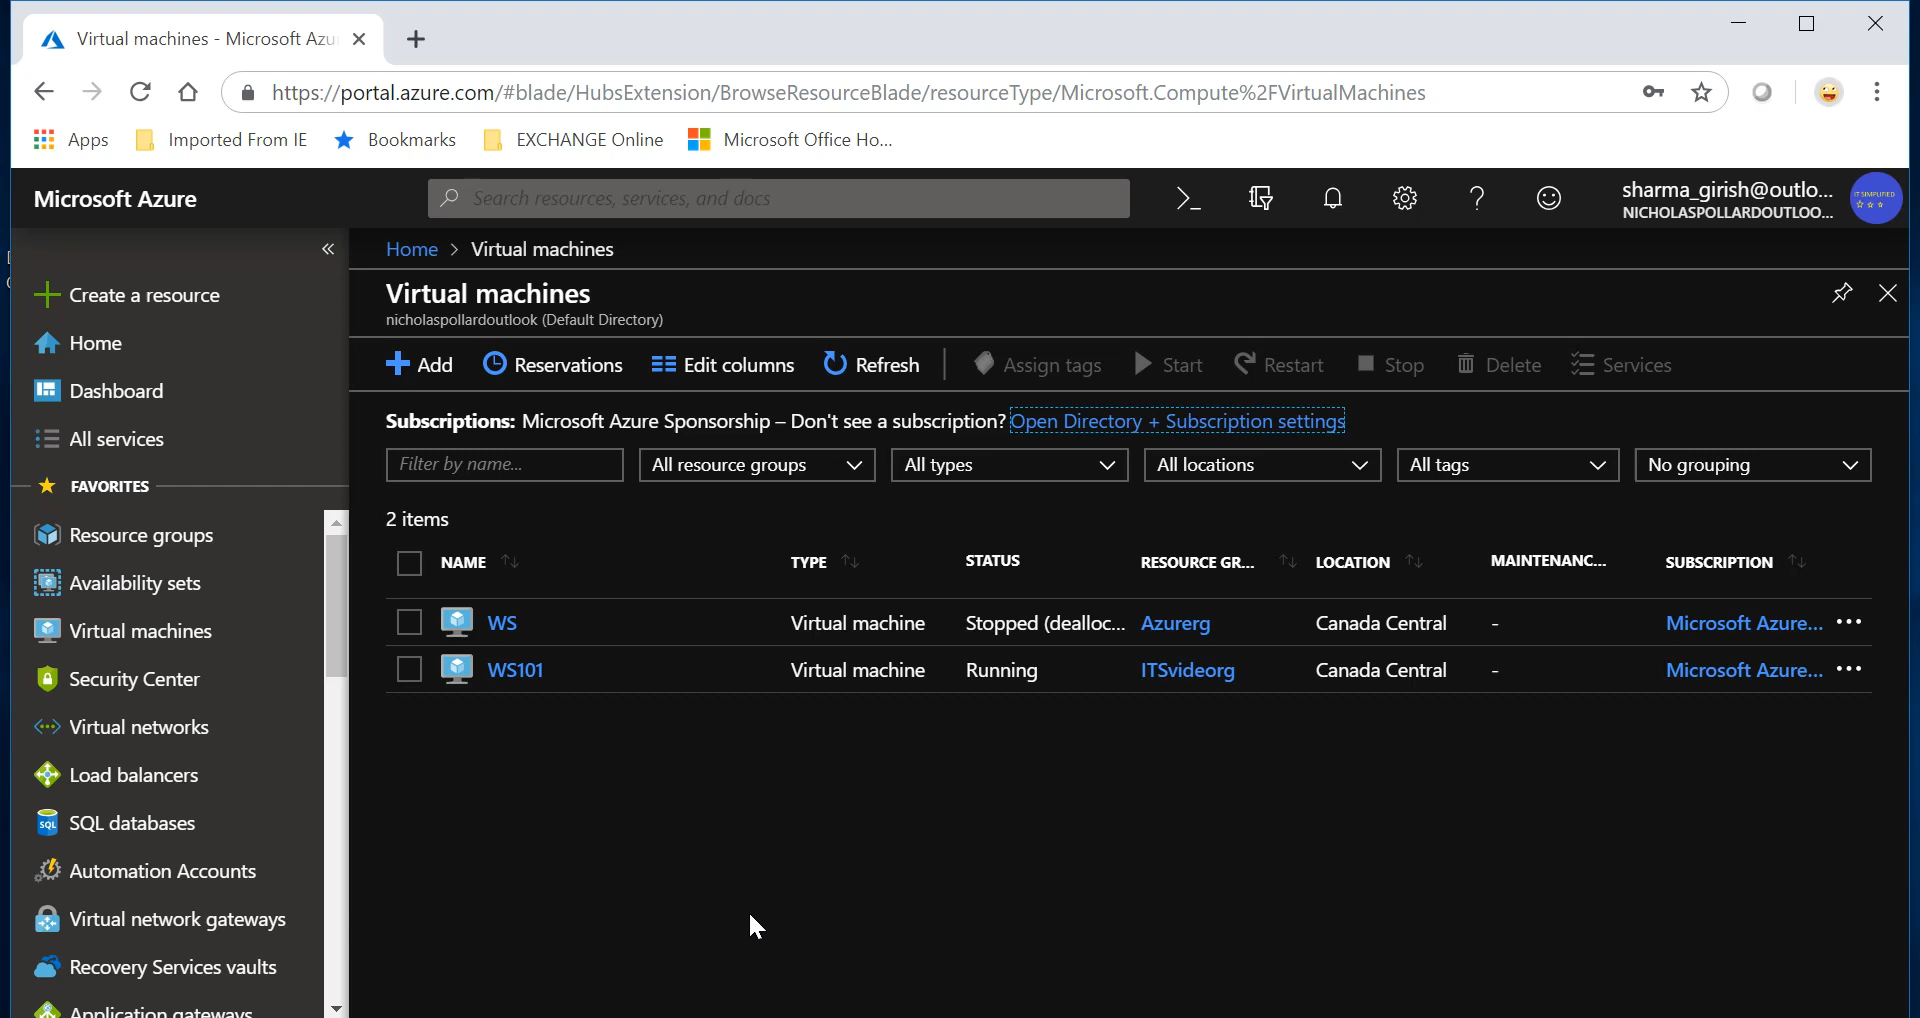 Virtual machines - Microsoft Azu
https://portal.azure.com/#blade/HubsExtension/BrowseResourceBlade/resourceType/Microsoft.Compute%2FVirtualMachines
Apps Imported From IE Bookmarks EXCHANGE Online Microsoft Office Ho...
Microsoft Azure Search resources, services, and docs sharma_girish@outlo...
NICHOLASPOLLARDOUTLOO...
IT SIMPLIFIED
Home > Virtual machines
Create a resource
Home
Dashboard
All services
FAVORITES
Resource groups
Availability sets
Virtual machines
Security Center
Virtual networks
Load balancers
SQL databases
Automation Accounts
Virtual network gateways
Recovery Services vaults
Application gateways
Virtual machines
nicholaspollardoutlook (Default Directory)
Add Reservations Edit columns Refresh Assign tags Start Restart Stop Delete Services
Subscriptions: Microsoft Azure Sponsorship – Don't see a subscription? Open Directory + Subscription settings
Filter by name... All resource groups All types All locations All tags No grouping
2 items
NAME TYPE STATUS RESOURCE GR... LOCATION MAINTENANC... SUBSCRIPTION
WS Virtual machine Stopped (dealloc... Azurerg Canada Central - Microsoft Azure... ...
WS101 Virtual machine Running ITSvideorg Canada Central - Microsoft Azure... ...